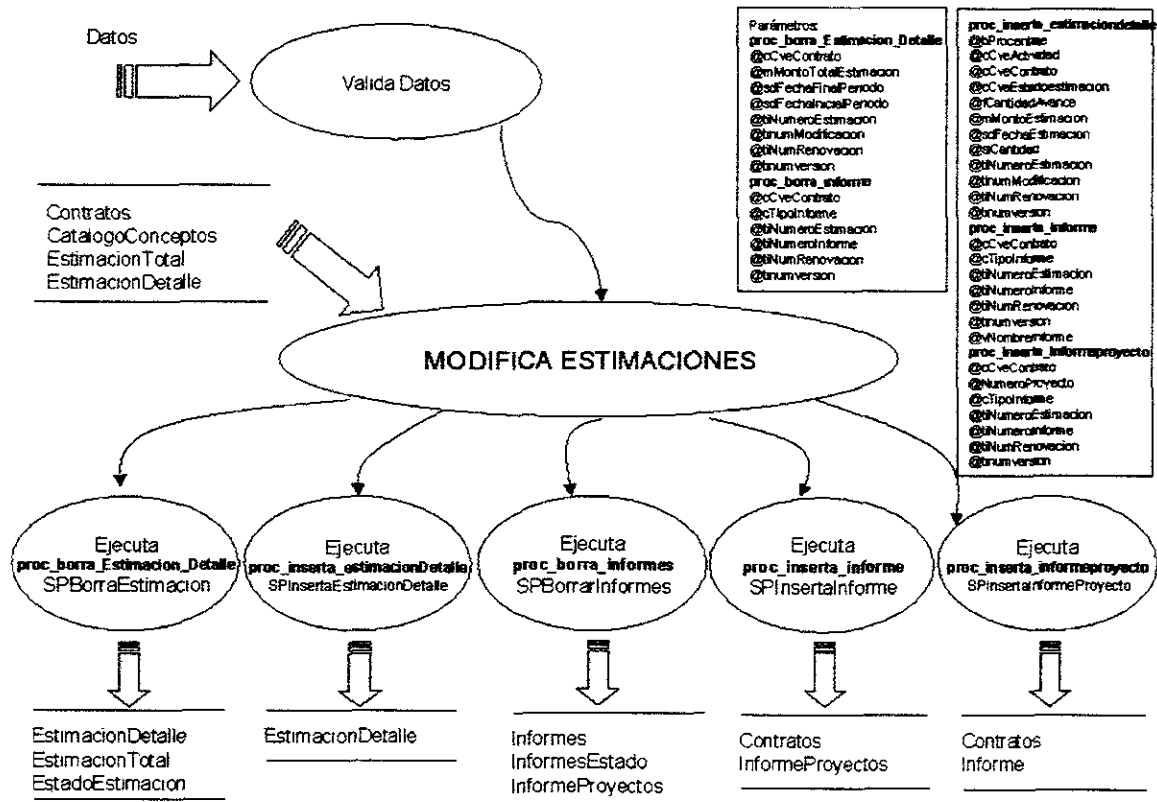 Datos
Valida Datos
Contratos
CatalogoConceptos
EstimacionTotal
EstimacionDetalle
Parámetros
proc_borra_Estimacion_Detalle
@cCveContrato
@mMontoTotalEstimacion
@sdFechaFinalPeriodo
@sdFechaInicialPeriodo
@tiNumeroEstimacion
@tinumModificacion
@tiNumRenovacion
@tinumversion
proc_borra_informe
@cCveContrato
@cTipoInforme
@tiNumeroEstimacion
@tiNumeroInforme
@tiNumRenovacion
@tinumversion
proc_inserta_estimaciondetalle
@bProcentaje
@cCveActividad
@cCveContrato
@cCveEstadoestimacion
@fCantidadAvance
@mMontoEstimacion
@sdFechaEstimacion
@siCantidad
@tiNumeroEstimacion
@tinumModificacion
@tiNumRenovacion
@tinumversion
proc_inserta_informe
@cCveContrato
@cTipoInforme
@tiNumeroEstimacion
@tiNumeroInforme
@tiNumRenovacion
@tinumversion
@vNombreInforme
proc_inserta_informeproyecto
@cCveContrato
@NumeroProyecto
@cTipoInforme
@tiNumeroEstimacion
@tiNumeroInforme
@tiNumRenovacion
@tinumversion
MODIFICA ESTIMACIONES
Ejecuta
proc_borra_Estimacion_Detalle
SPBorraEstimacion
Ejecuta
proc_inserta_estimacionDetalle
SPInsertaEstimacionDetalle
Ejecuta
proc_borra_informes
SPBorrarInformes
Ejecuta
proc_inserta_informe
SPInsertaInforme
Ejecuta
proc_inserta_informeproyecto
SPInsertaInformeProyecto
EstimacionDetalle
EstimacionTotal
EstadoEstimacion
EstimacionDetalle
Informes
InformesEstado
InformeProyectos
Contratos
InformeProyectos
Contratos
Informe